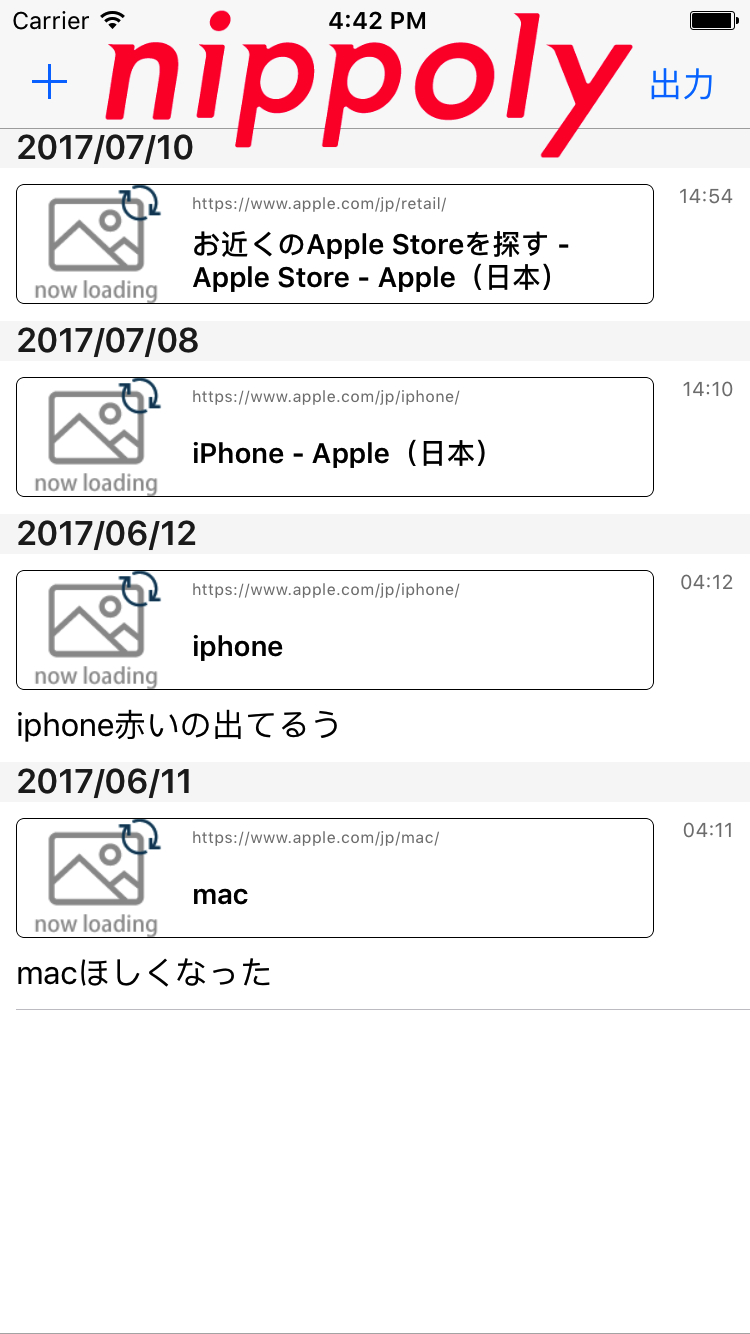 Carrier 4:42 PM
nippoly
+ 出力
2017/07/10
https://www.apple.com/jp/retail/ 14:54
お近くのApple Storeを探す -
Apple Store - Apple（日本）
now loading
2017/07/08
https://www.apple.com/jp/iphone/ 14:10
iPhone - Apple（日本）
now loading
2017/06/12
https://www.apple.com/jp/iphone/ 04:12
iphone
now loading
iphone赤いの出てるう
2017/06/11
https://www.apple.com/jp/mac/ 04:11
mac
now loading
macほしくなった